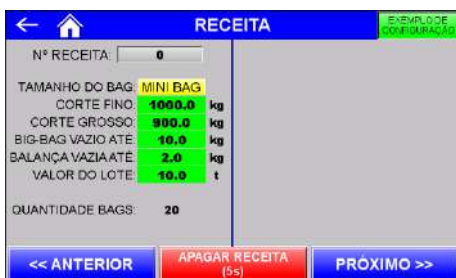 RECEITA
EXEMPLO DE
CONFIGURAÇÃO
Nº RECEITA: 0
TAMANHO DO BAG: MINI BAG
CORTE FINO: 1000.0 kg
CORTE GROSSO: 900.0 kg
BIG-BAG VAZIO ATÉ: 10.0 kg
BALANÇA VAZIA ATÉ: 2.0 kg
VALOR DO LOTE: 10.0 t
QUANTIDADE BAGS: 20
<< ANTERIOR
APAGAR RECEITA
(5s)
PRÓXIMO >>